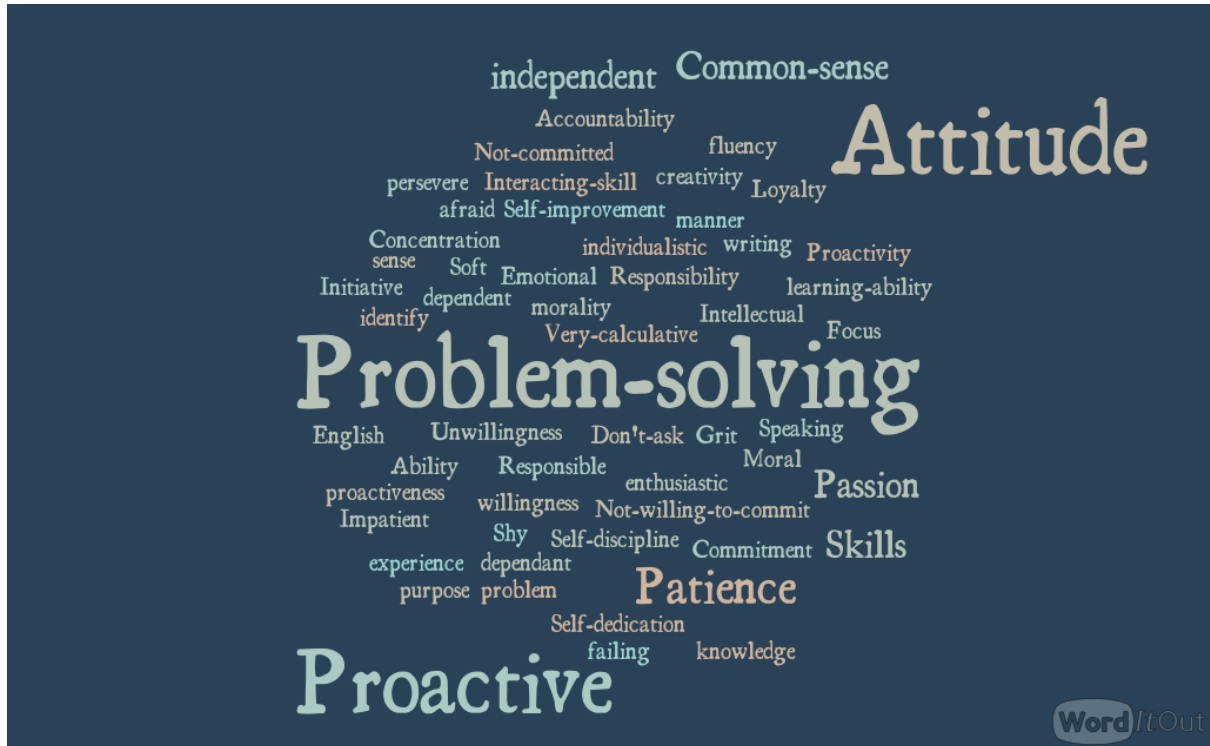 independent Common-sense
Accountability Attitude
Not-committed fluency
persevere Interacting-skill creativity Loyalty
afraid Self-improvement manner
Concentration individualistic writing Proactivity
sense Soft Emotional Responsibility
Initiative dependent morality learning-ability
identify Intellectual
Very-calculative Focus
Problem-solving
English Unwillingness Don't-ask Grit Speaking
Ability Responsible Moral
proactiveness enthusiastic Passion
Impatient willingness Not-willing-to-commit
Shy Self-discipline Commitment Skills
experience dependant
purpose problem Patience
Self-dedication
failing knowledge
Proactive
WordItOut